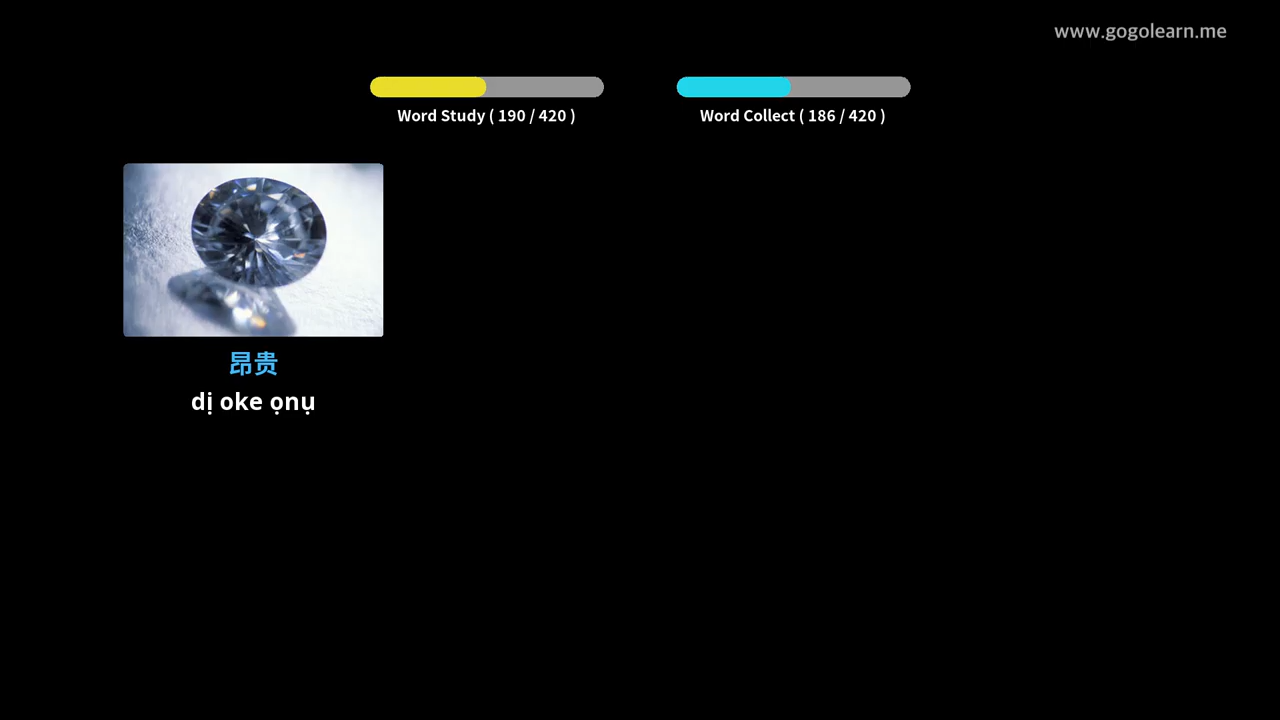 www.gogolearn.me
Word Study ( 190 / 420 )
Word Collect ( 186 / 420 )
昂贵
dị oke ọnụ